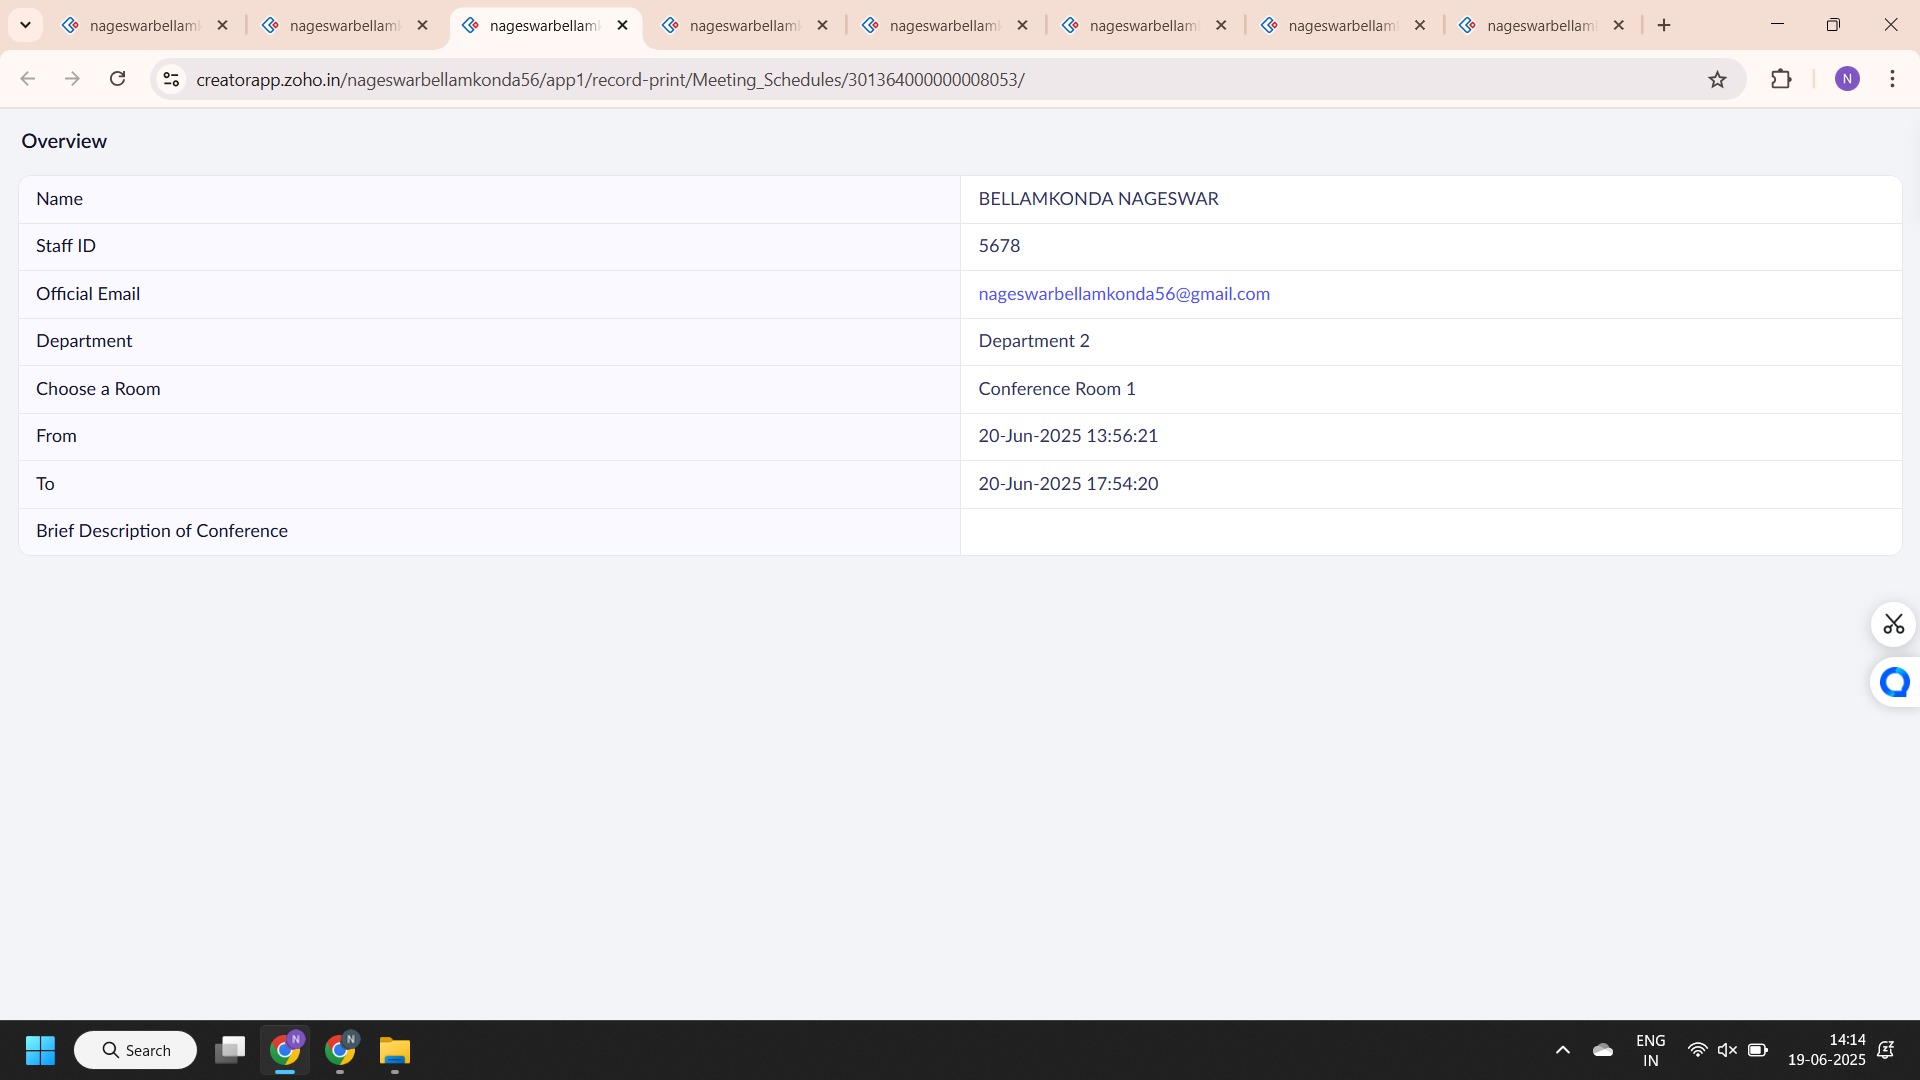 nageswarbellam
nageswarbellam
nageswarbellam
nageswarbellam
nageswarbellam
nageswarbellam
nageswarbellam
nageswarbellam
creatorapp.zoho.in/nageswarbellamkonda56/app1/record-print/Meeting_Schedules/301364000000008053/
N
Overview
Name BELLAMKONDA NAGESWAR
Staff ID 5678
Official Email nageswarbellamkonda56@gmail.com
Department Department 2
Choose a Room Conference Room 1
From 20-Jun-2025 13:56:21
To 20-Jun-2025 17:54:20
Brief Description of Conference
Search
N
N
ENG
IN
14:14
19-06-2025